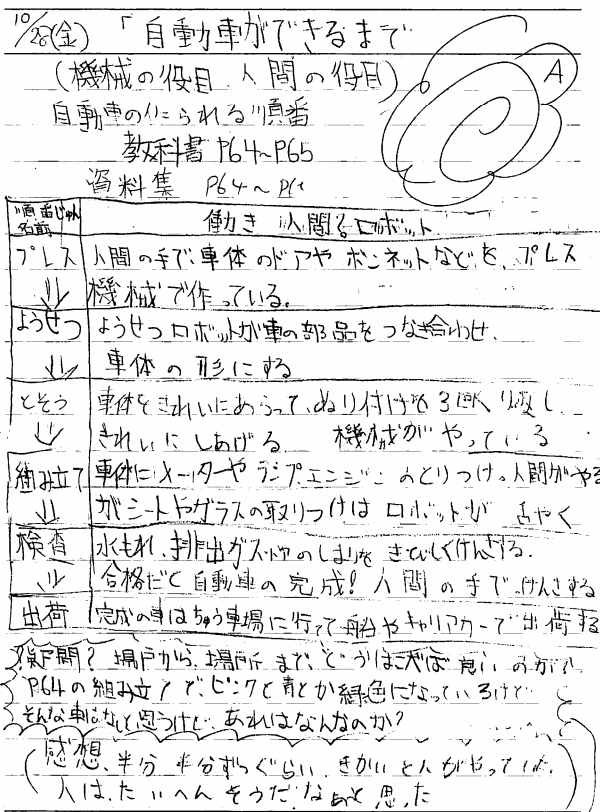 10/28(金) 「自動車ができるまで
A
(機械の役目 人間の役目)
自動車の作られる順番
教科書 P64〜P65
資料集 P64〜P6
順番じゅん 名前
働き 人間?ロボット
プレス
人間の手で、車体のドアやボンネットなどを、プレス
機械で作っている。
ようせつ
ようせつロボットが車の部品をつなぎ合わせ、
車体の形にする
とそう
車体をきれいにあらって、ぬり付けを3回くり返し
きれいにしあげる 機械がやっている
組み立て
車体にメーターやランプ、エンジンのとりつけ。人間がやる
がシートやガラスの取りつけはロボットが
検査
水もれ、排出ガス のしまりをきびしくけんさする。
合格だと自動車の完成!人間の手でけんさする
出荷
完成の車はちゅう車場に行って船やキャリアカーで出荷する
?疑問? 場所から、場所まで、どうはこべば良いのか?
P64の組み立てで、ピンクと青とか緑色になっているけど
そんな車はないと思うけど、あれはなんなのか?
感想、半分半分ずつぐらい、きかいと人がやっていた
人は、たいへんそうだなあと思った